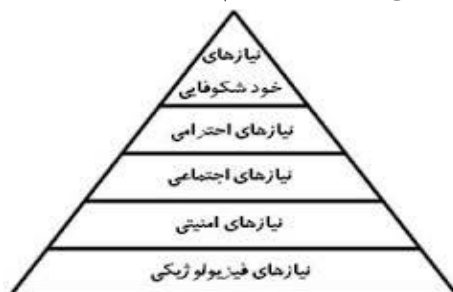 نیازهای
خود شکوفایی
نیازهای احترامی
نیازهای اجتماعی
نیازهای امنیتی
نیازهای فیزیولوژیکی